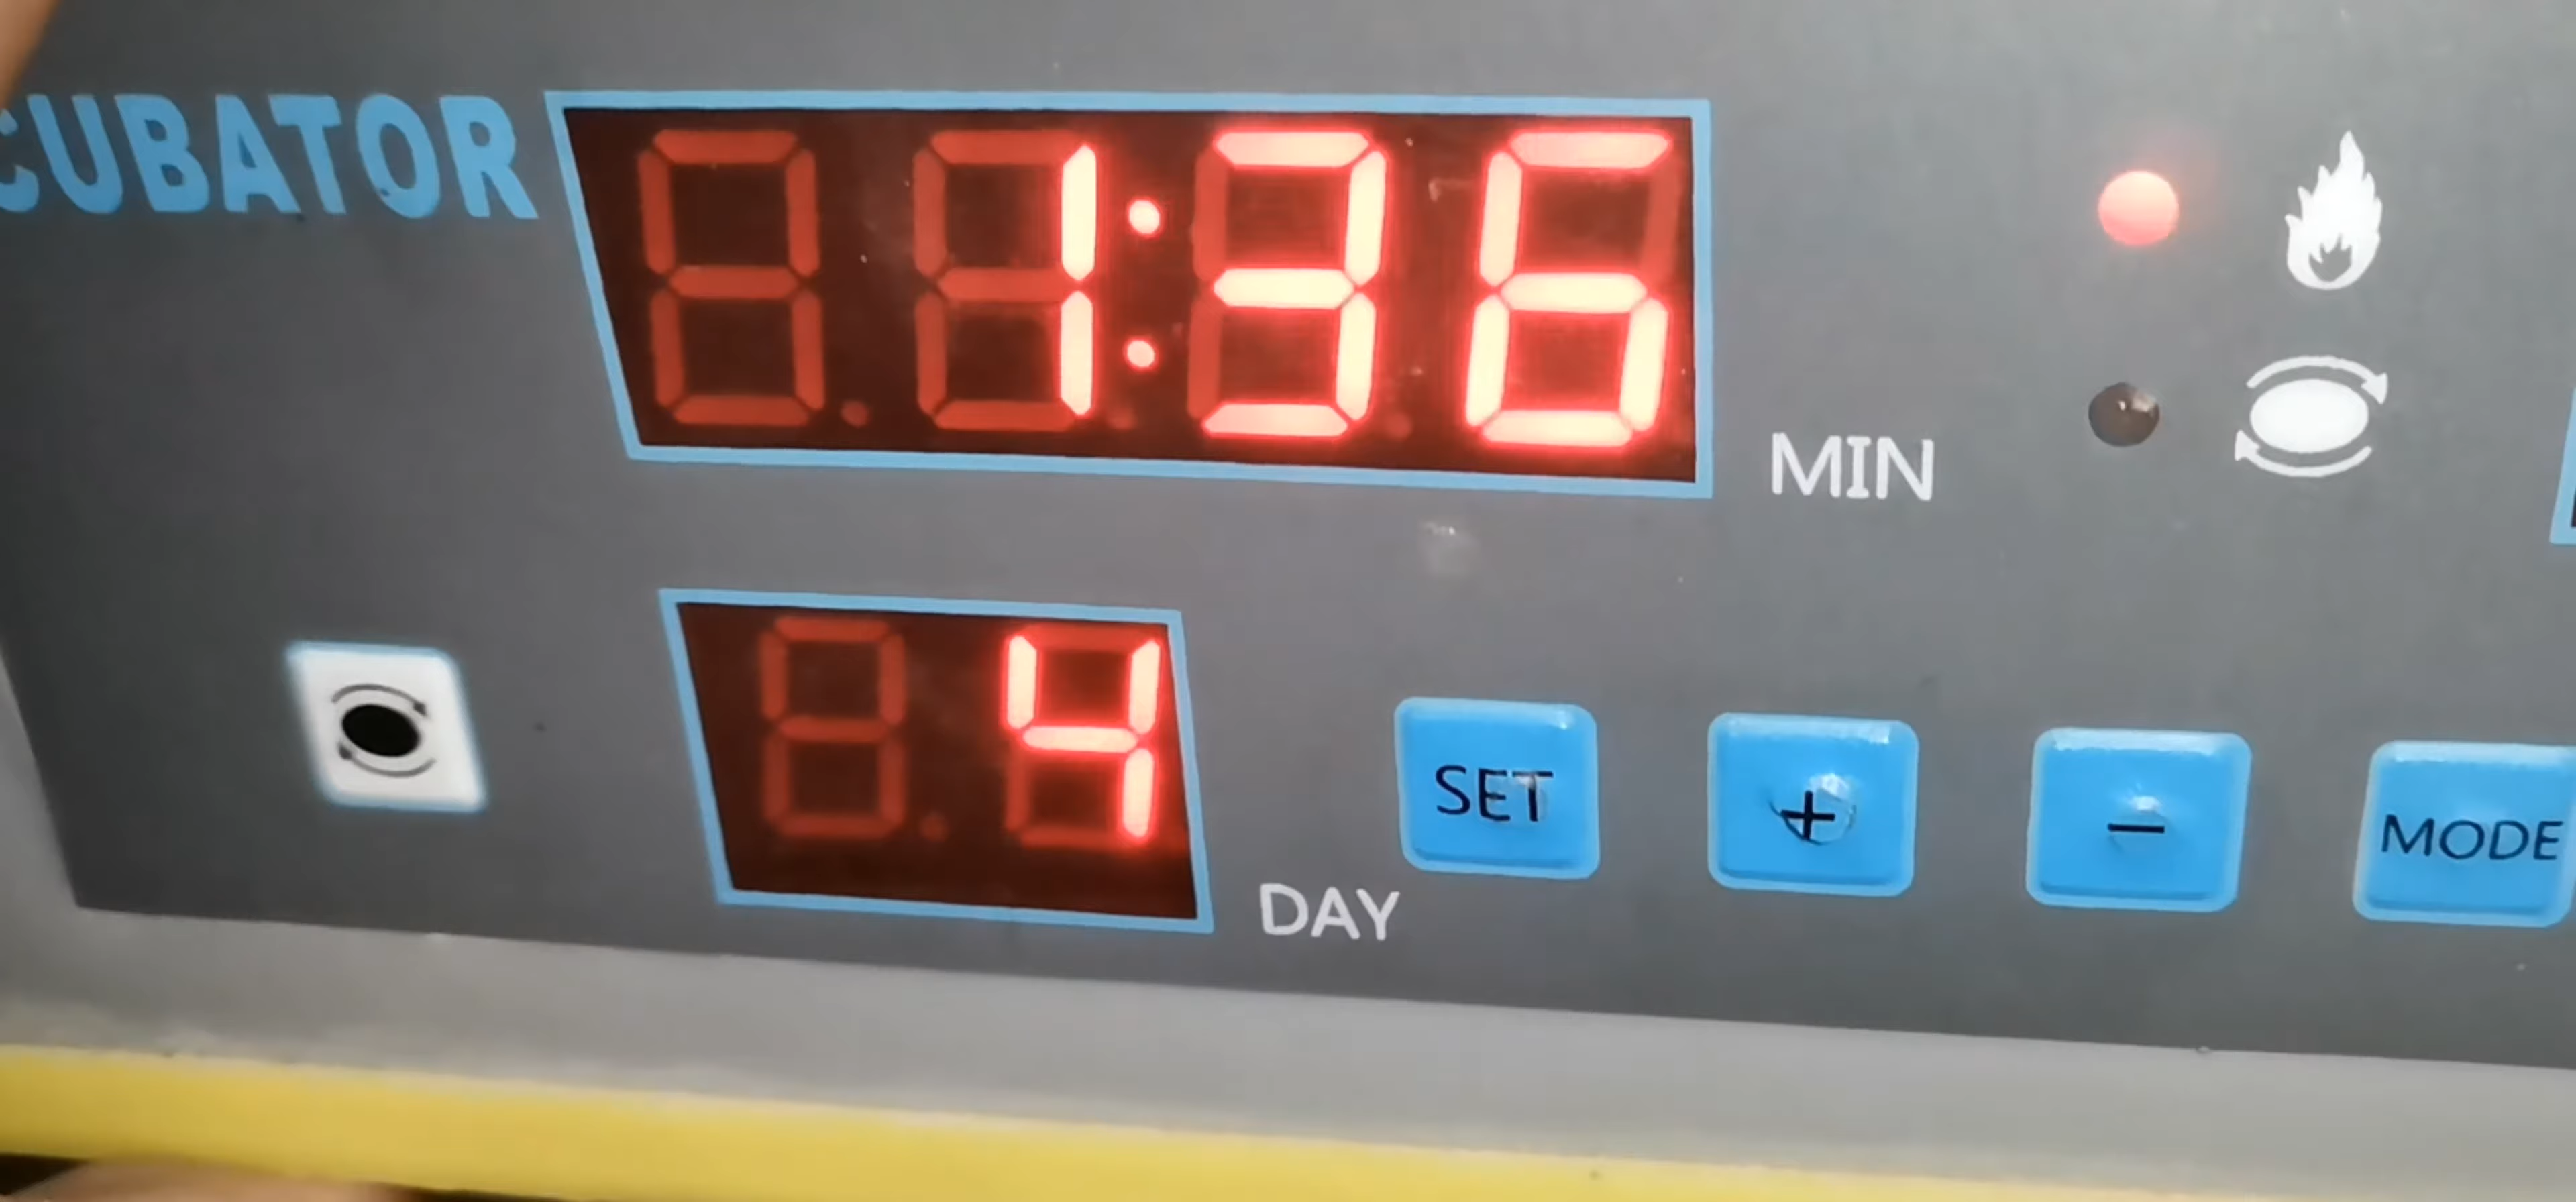 CUBATOR
1:36
MIN
4
DAY
SET
+
-
MODE